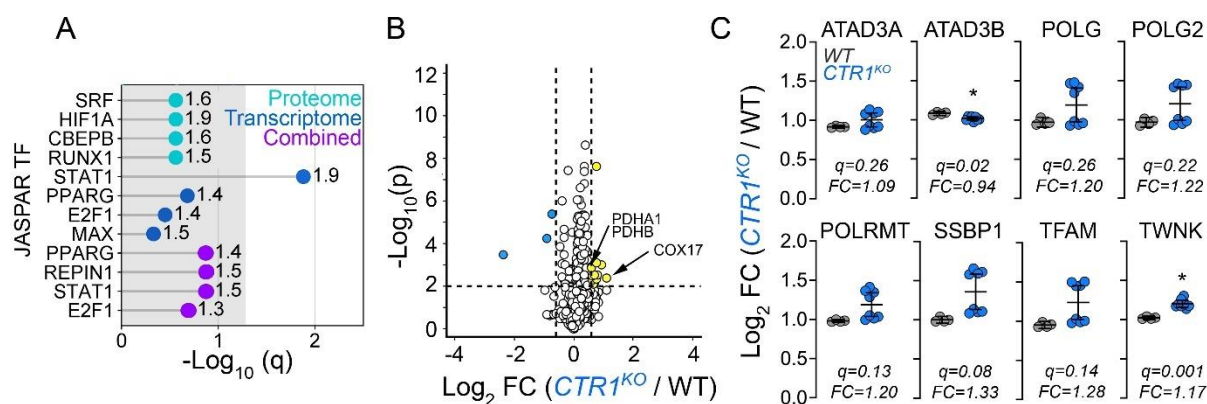 A
JASPAR TF
SRF 1.6
HIF1A 1.9
CBEPB 1.6
RUNX1 1.5
STAT1 1.9
PPARG 1.4
E2F1 1.4
MAX 1.5
PPARG 1.4
REPIN1 1.5
STAT1 1.5
E2F1 1.3
Proteome
Transcriptome
Combined
0 1 2
-Log10 (q)
B
-Log10(p)
12
10
8
6
4
2
0
PDHA1
PDHB
COX17
-4 -2 0 2 4
Log2 FC (CTR1KO / WT)
C
Log2 FC (CTR1KO / WT)
ATAD3A ATAD3B POLG POLG2
WT
CTR1KO
*
2.0
1.5
1.0
0.5
0.0
q=0.26 q=0.02 q=0.26 q=0.22
FC=1.09 FC=0.94 FC=1.20 FC=1.22
POLRMT SSBP1 TFAM TWNK
*
2.0
1.5
1.0
0.5
0.0
q=0.13 q=0.08 q=0.14 q=0.001
FC=1.20 FC=1.33 FC=1.28 FC=1.17